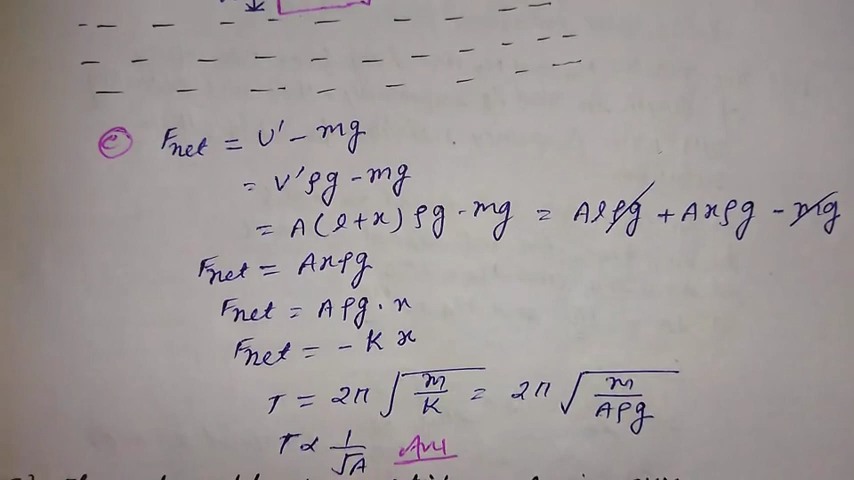 (c) Fnet = U' - mg
= V'ρg - mg
= A(l+x)ρg - mg = Alρg + Axρg - mg
Fnet = Axρg
Fnet = Aρg . x
Fnet = - K x
T = 2π √(m/K) = 2π √(m/Aρg)
T ∝ 1/√A Ans